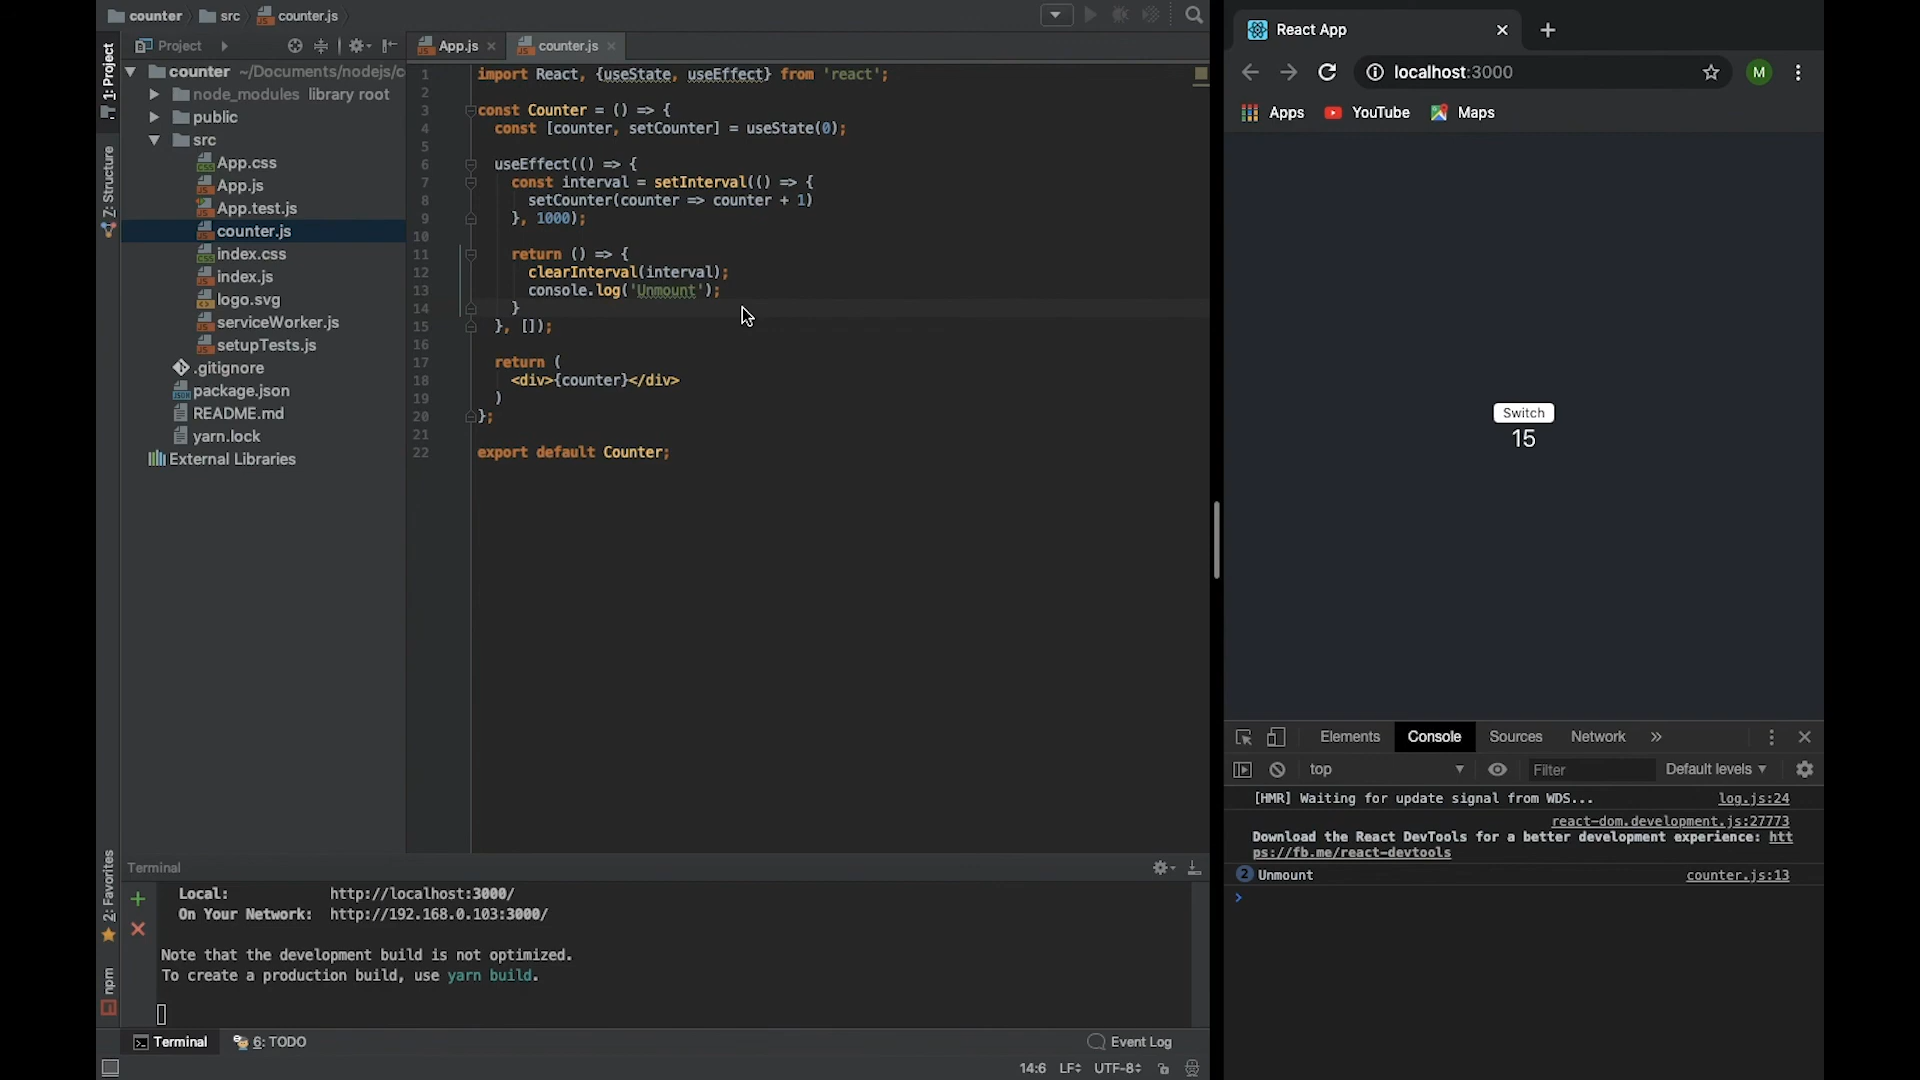 counter src counter.js
1: Project
Z: Structure
2: Favorites
npm
Project
counter ~/Documents/nodejs/c
node_modules library root
public
src
App.css
App.js
App.test.js
counter.js
index.css
index.js
logo.svg
serviceWorker.js
setupTests.js
.gitignore
package.json
README.md
yarn.lock
External Libraries
App.js counter.js
1 import React, {useState, useEffect} from 'react';
2
3 const Counter = () => {
4 const [counter, setCounter] = useState(0);
5
6 useEffect(() => {
7 const interval = setInterval(() => {
8 setCounter(counter => counter + 1)
9 }, 1000);
10
11 return () => {
12 clearInterval(interval);
13 console.log('Unmount');
14 }
15 }, []);
16
17 return (
18 <div>{counter}</div>
19 )
20 };
21
22 export default Counter;
Terminal
Local: http://localhost:3000/
On Your Network: http://192.168.0.103:3000/
Note that the development build is not optimized.
To create a production build, use yarn build.
Terminal 6: TODO Event Log
14:6 LF UTF-8
React App
localhost:3000 M
Apps YouTube Maps
Switch
15
Elements Console Sources Network »
top Filter Default levels
[HMR] Waiting for update signal from WDS... log.js:24
react-dom.development.js:27773
Download the React DevTools for a better development experience: htt
ps://fb.me/react-devtools
2 Unmount counter.js:13
>